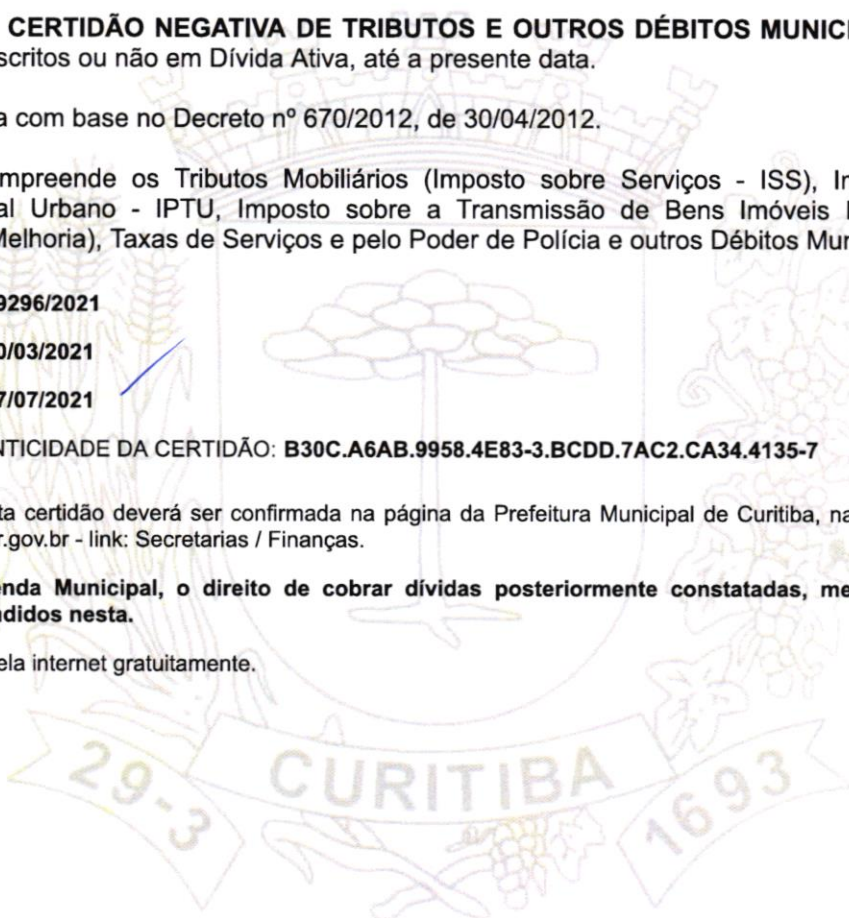 CERTIDÃO NEGATIVA DE TRIBUTOS E OUTROS DÉBITOS MUNICI
scritos ou não em Dívida Ativa, até a presente data.
a com base no Decreto nº 670/2012, de 30/04/2012.
mpreende os Tributos Mobiliários (Imposto sobre Serviços - ISS), Im
al Urbano - IPTU, Imposto sobre a Transmissão de Bens Imóveis I
Melhoria), Taxas de Serviços e pelo Poder de Polícia e outros Débitos Mun
9296/2021
0/03/2021
7/07/2021
NTICIDADE DA CERTIDÃO: B30C.A6AB.9958.4E83-3.BCDD.7AC2.CA34.4135-7
ta certidão deverá ser confirmada na página da Prefeitura Municipal de Curitiba, na
r.gov.br - link: Secretarias / Finanças.
enda Municipal, o direito de cobrar dívidas posteriormente constatadas, me
ndidos nesta.
ela internet gratuitamente.
29-3 CURITIBA 1693